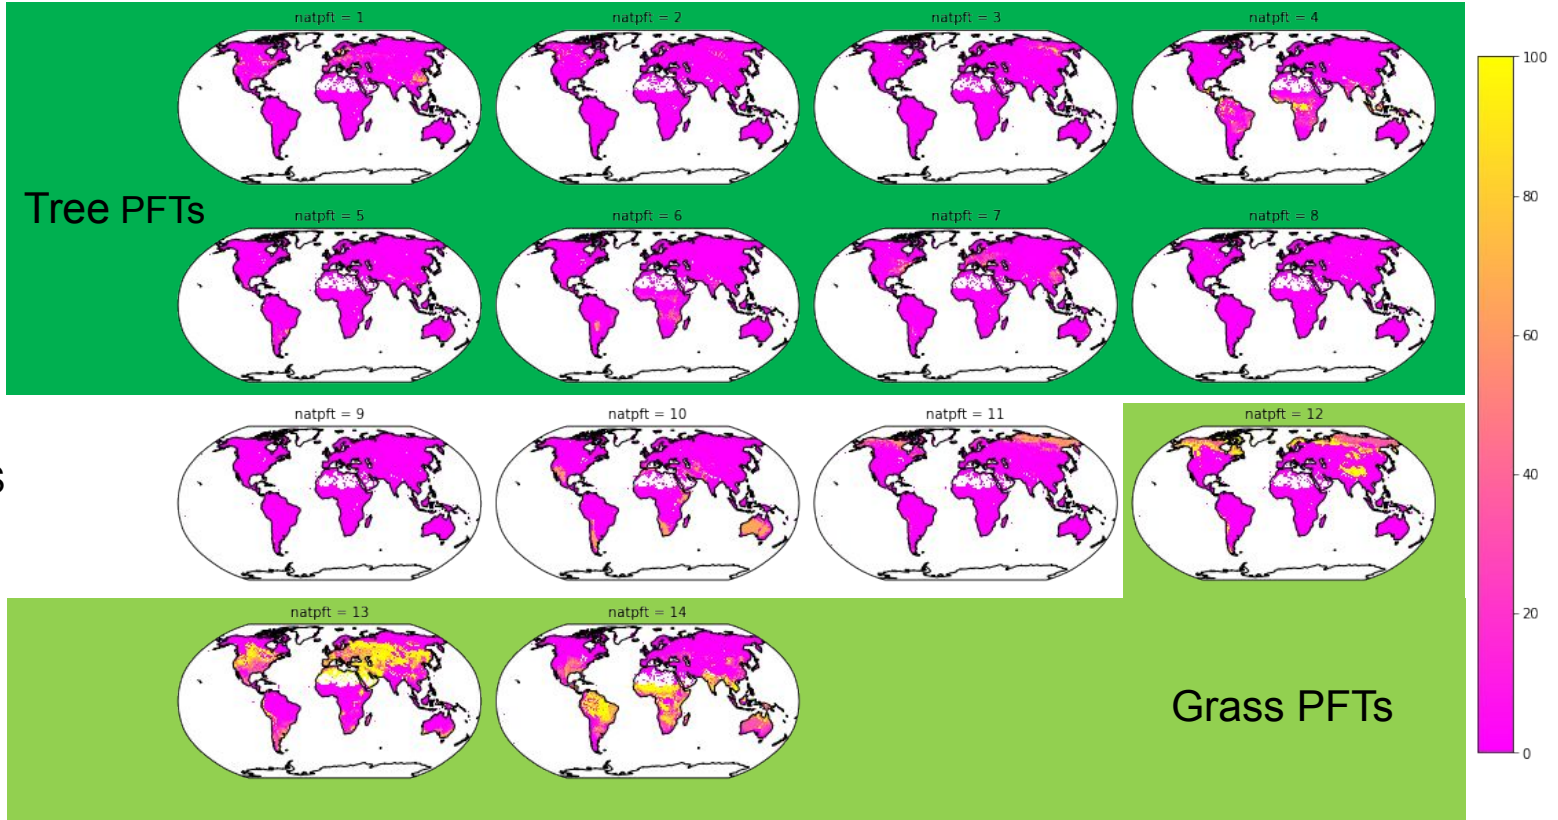 natpft = 1
natpft = 2
natpft = 3
natpft = 4
100
80
Tree PFTs
natpft = 5
natpft = 6
natpft = 7
natpft = 8
60
natpft = 9
natpft = 10
natpft = 11
natpft = 12
40
natpft = 13
natpft = 14
20
Grass PFTs
0